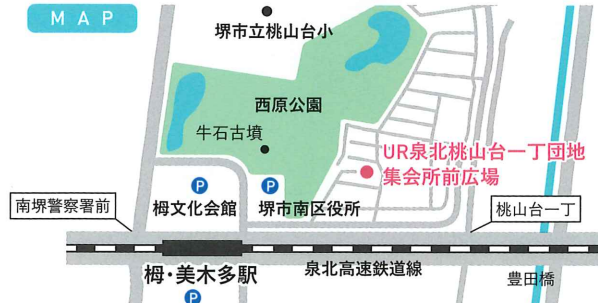 MAP
堺市立桃山台小
西原公園
牛石古墳
UR泉北桃山台一丁団地
集会所前広場
P
P
南堺警察署前
栂文化会館
堺市南区役所
桃山台一丁
栂・美木多駅
泉北高速鉄道線
豊田橋
P